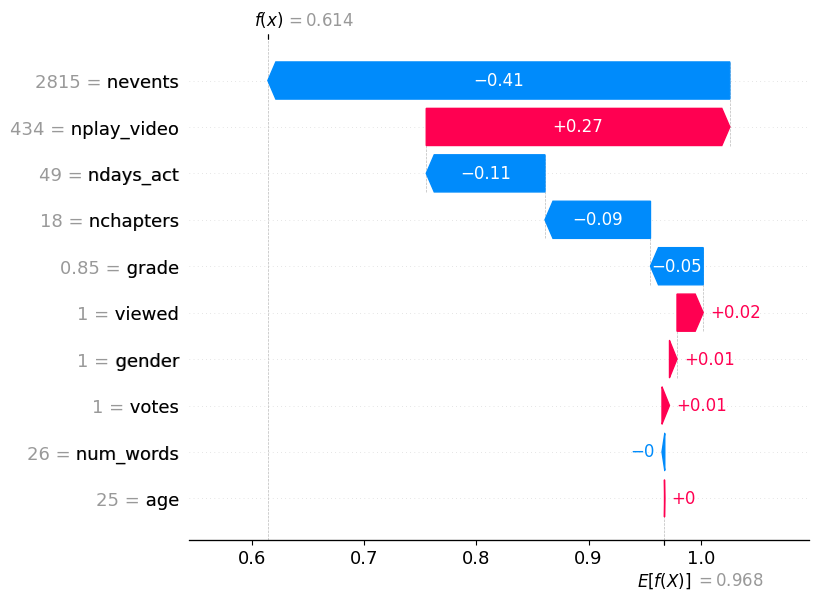 f(x) = 0.614
2815 = nevents −0.41
434 = nplay_video +0.27
49 = ndays_act −0.11
18 = nchapters −0.09
0.85 = grade −0.05
1 = viewed +0.02
1 = gender +0.01
1 = votes +0.01
26 = num_words −0
25 = age +0
0.6 0.7 0.8 0.9 1.0
E[f(X)] = 0.968